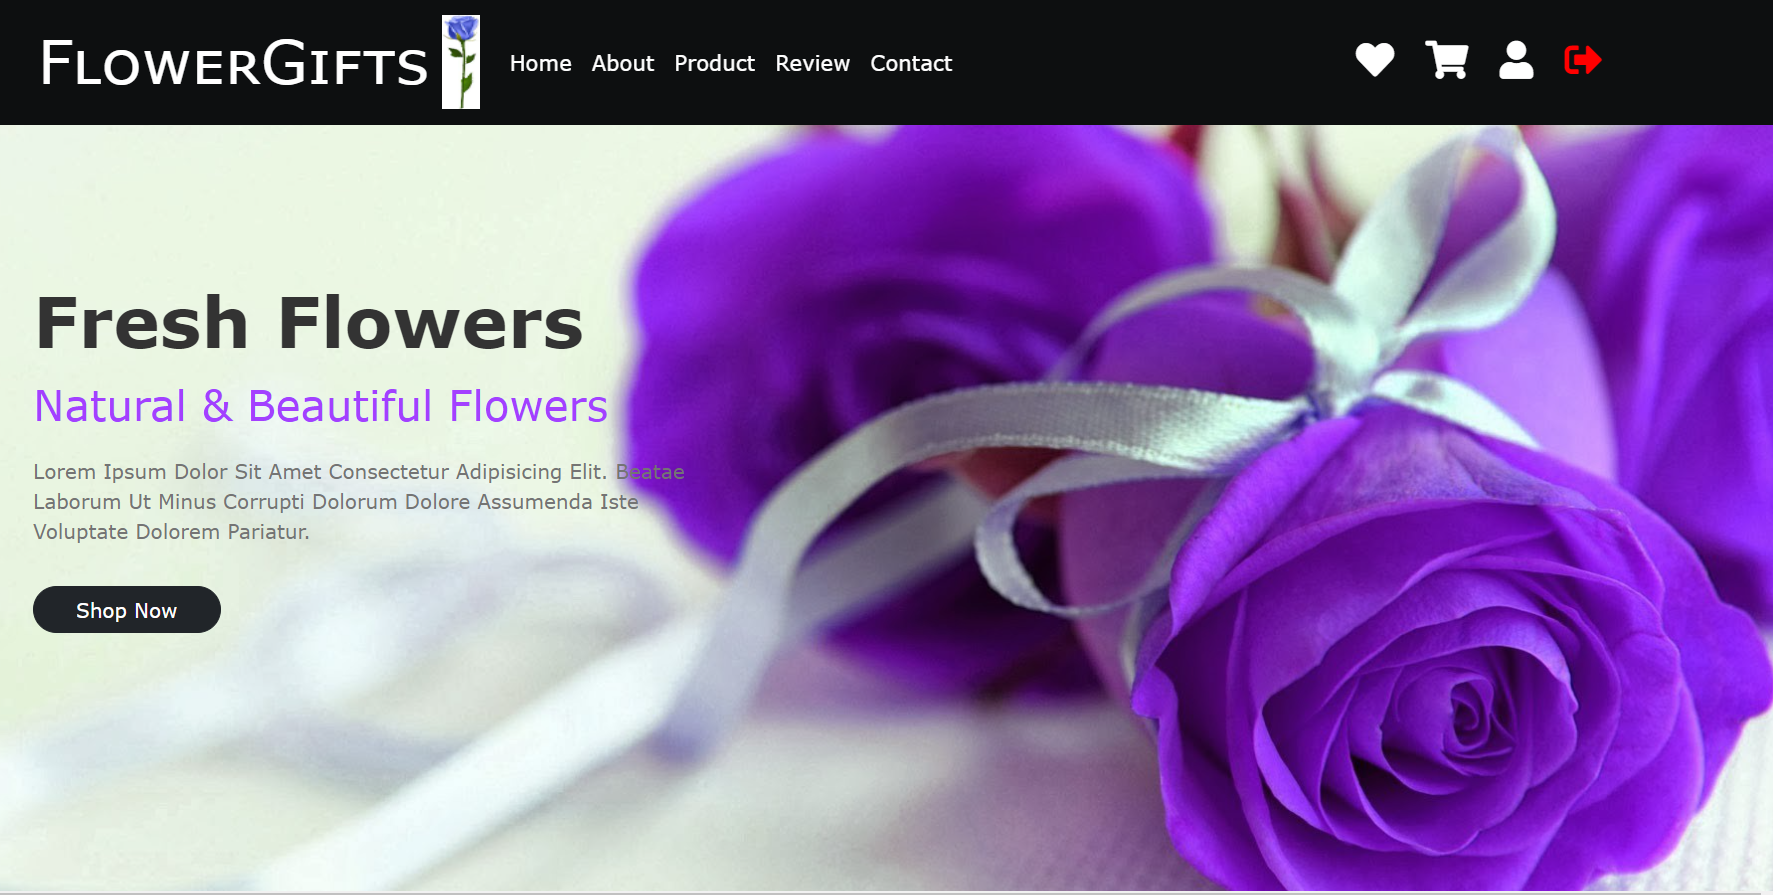 FlowerGifts
Home About Product Review Contact
Fresh Flowers
Natural & Beautiful Flowers
Lorem Ipsum Dolor Sit Amet Consectetur Adipisicing Elit. Beatae
Laborum Ut Minus Corrupti Dolorum Dolore Assumenda Iste
Voluptate Dolorem Pariatur.
Shop Now